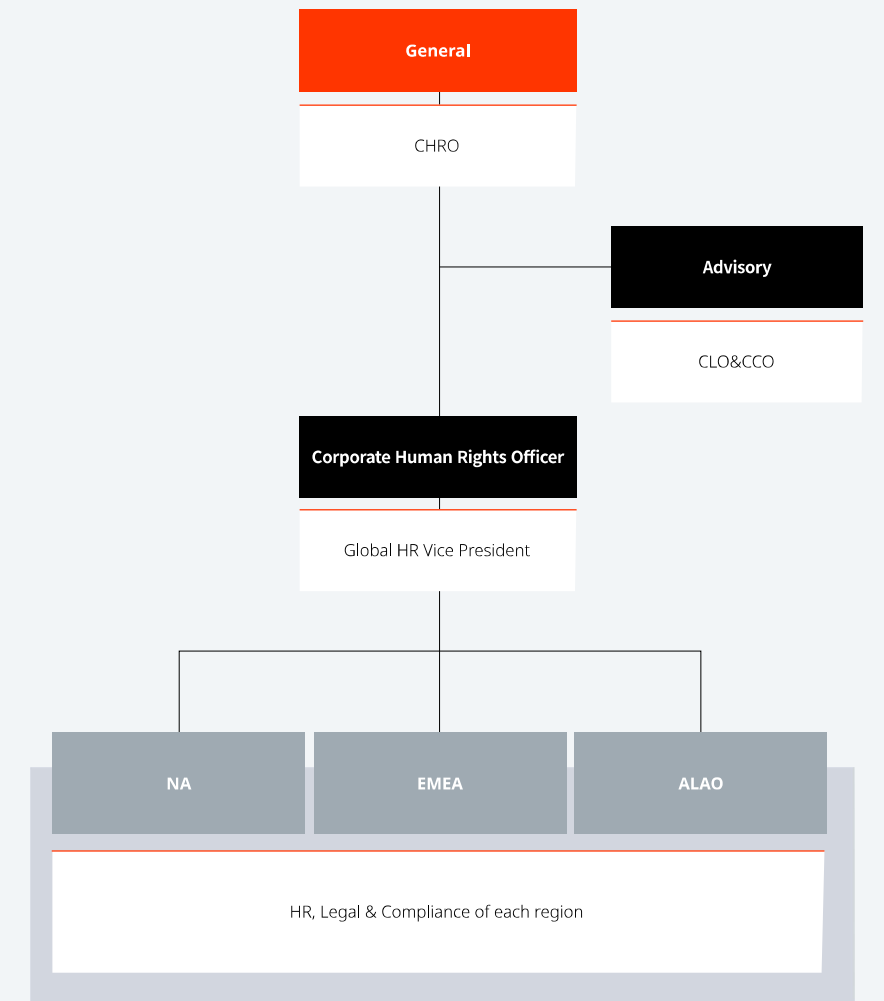 General
CHRO
Advisory
CLO&CCO
Corporate Human Rights Officer
Global HR Vice President
NA
EMEA
ALAO
HR, Legal & Compliance of each region